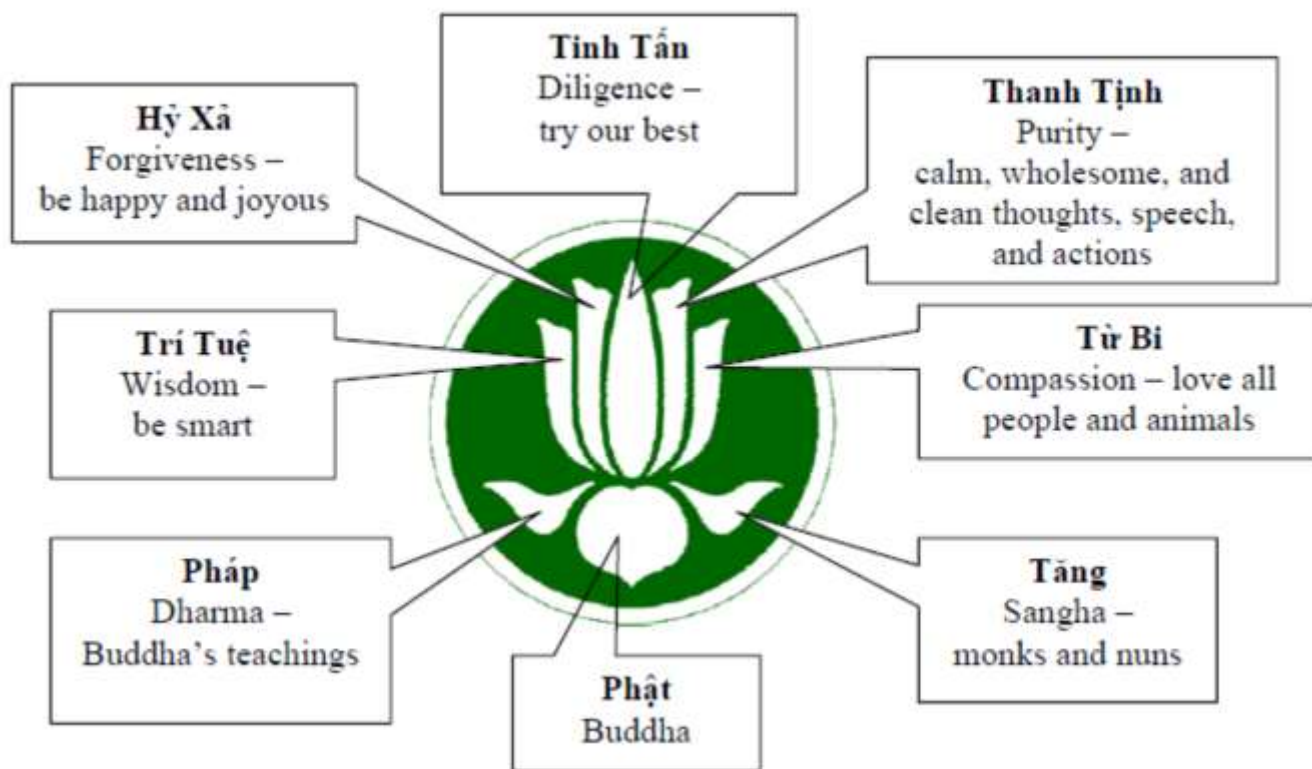 Tinh Tấn
Diligence –
try our best
Hỷ Xả
Forgiveness –
be happy and joyous
Thanh Tịnh
Purity –
calm, wholesome, and
clean thoughts, speech,
and actions
Trí Tuệ
Wisdom –
be smart
Từ Bi
Compassion – love all
people and animals
Pháp
Dharma –
Buddha’s teachings
Tăng
Sangha –
monks and nuns
Phật
Buddha